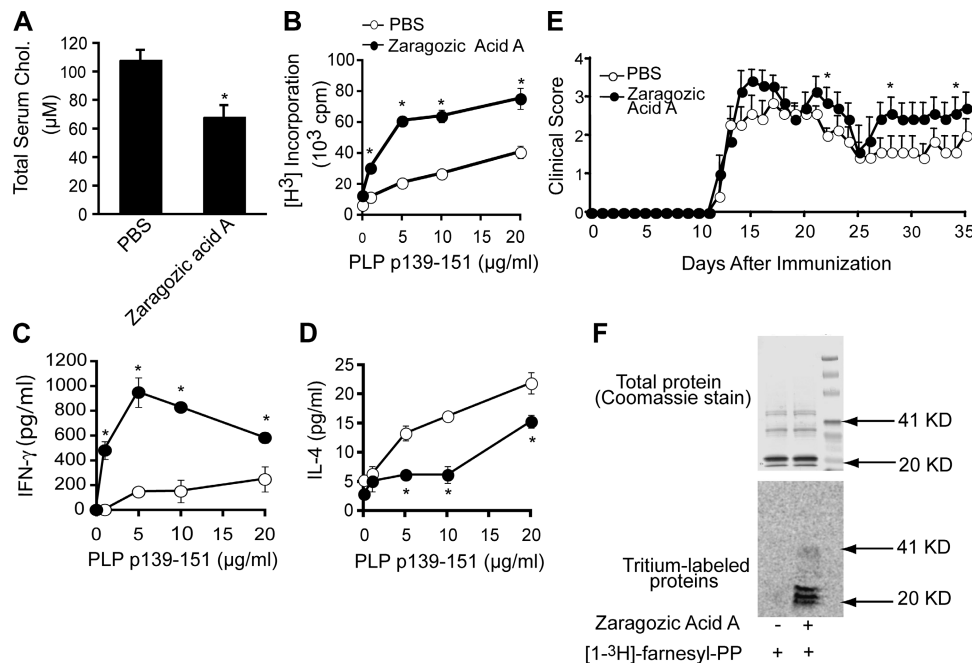 A
Total Serum Chol.
(µM)
120
100
80
60
40
20
0
*
PBS
Zaragozic acid A
B
PBS
Zaragozic Acid A
[H³] Incorporation
(10³ cpm)
100
80
60
40
20
0
* * * *
0 5 10 15 20
PLP p139-151 (µg/ml)
E
PBS
Zaragozic
Acid A
Clinical Score
4
3
2
1
0
* * *
0 5 10 15 20 25 30 35
Days After Immunization
C
IFN-γ (pg/ml)
1200
1000
800
600
400
200
0
* * * *
0 5 10 15 20
PLP p139-151 (µg/ml)
D
IL-4 (pg/ml)
25
20
15
10
5
0
* * *
0 5 10 15 20
PLP p139-151 (µg/ml)
F
Total protein
(Coomassie stain)
41 KD
20 KD
Tritium-labeled
proteins
41 KD
20 KD
Zaragozic Acid A - +
[1-³H]-farnesyl-PP + +